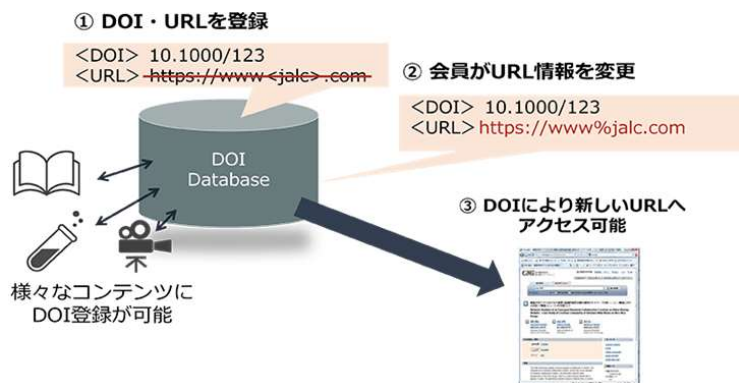 ① DOI・URLを登録
<DOI> 10.1000/123
<URL> https://www<jalc>.com
② 会員がURL情報を変更
<DOI> 10.1000/123
<URL> https://www%jalc.com
DOI
Database
③ DOIにより新しいURLへ
アクセス可能
様々なコンテンツに
DOI登録が可能